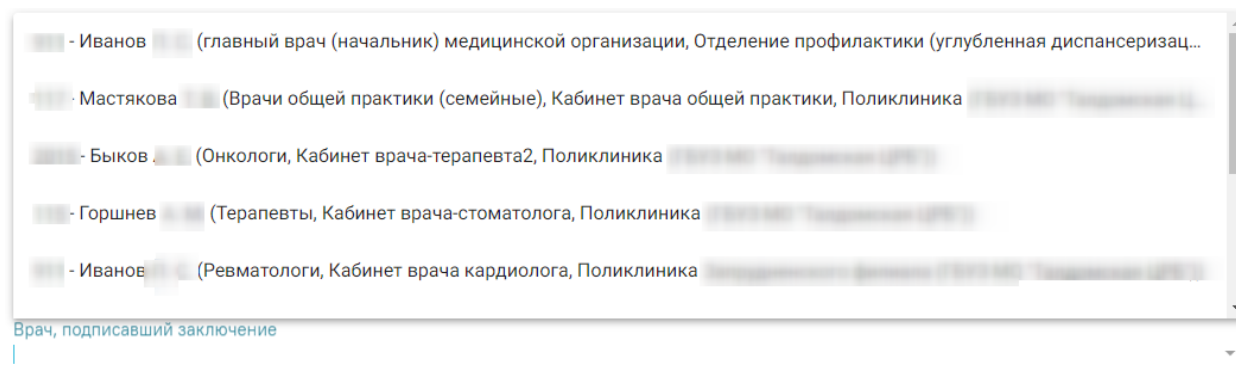 - Иванов (главный врач (начальник) медицинской организации, Отделение профилактики (углубленная диспансеризац...
- Мастякова (Врачи общей практики (семейные), Кабинет врача общей практики, Поликлиника
- Быков (Онкологи, Кабинет врача-терапевта2, Поликлиника
- Горшнев (Терапевты, Кабинет врача-стоматолога, Поликлиника
- Иванов (Ревматологи, Кабинет врача кардиолога, Поликлиника
Врач, подписавший заключение